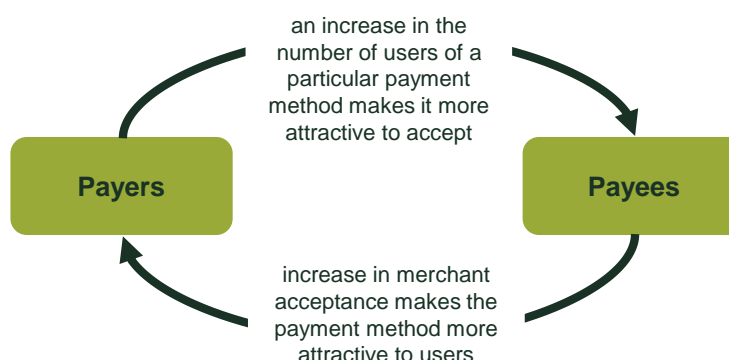 an increase in the
number of users of a
particular payment
method makes it more
attractive to accept
Payers
Payees
increase in merchant
acceptance makes the
payment method more
attractive to users